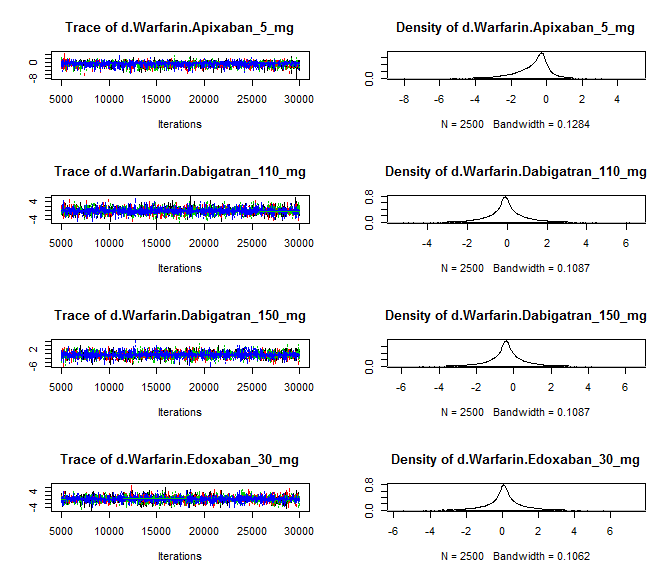 Trace of d.Warfarin.Apixaban_5_mg
-8 0
5000 10000 15000 20000 25000 30000
Iterations
Density of d.Warfarin.Apixaban_5_mg
0.0
-8 -6 -4 -2 0 2 4
N = 2500 Bandwidth = 0.1284
Trace of d.Warfarin.Dabigatran_110_mg
-4 4
5000 10000 15000 20000 25000 30000
Iterations
Density of d.Warfarin.Dabigatran_110_mg
0.0 0.8
-4 -2 0 2 4 6
N = 2500 Bandwidth = 0.1087
Trace of d.Warfarin.Dabigatran_150_mg
-6 2
5000 10000 15000 20000 25000 30000
Iterations
Density of d.Warfarin.Dabigatran_150_mg
0.0
-6 -4 -2 0 2 4 6
N = 2500 Bandwidth = 0.1087
Trace of d.Warfarin.Edoxaban_30_mg
-4 4
5000 10000 15000 20000 25000 30000
Iterations
Density of d.Warfarin.Edoxaban_30_mg
0.0 0.8
-6 -4 -2 0 2 4 6
N = 2500 Bandwidth = 0.1062